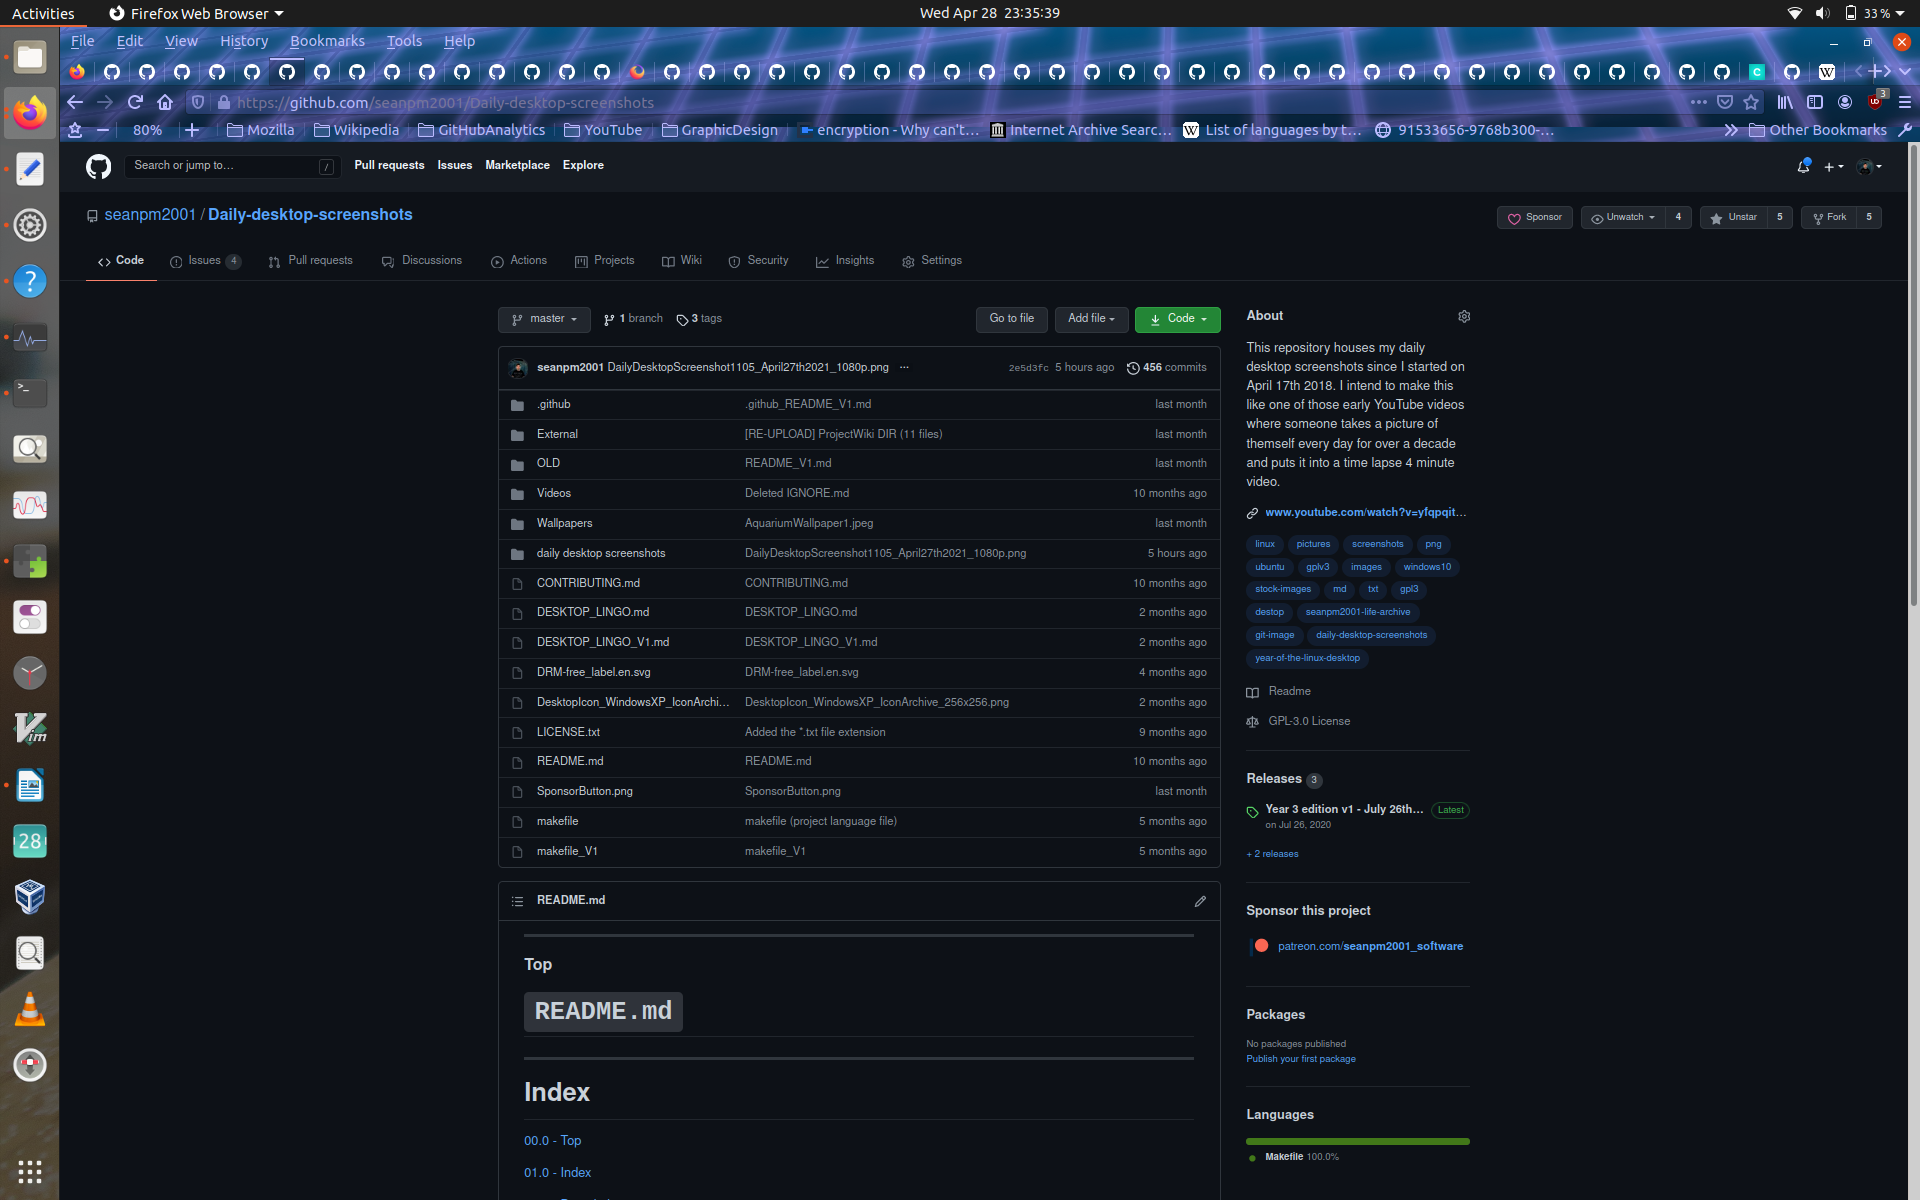 Activities Firefox Web Browser Wed Apr 28 23:35:39 33 %
File Edit View History Bookmarks Tools Help
https://github.com/seanpm2001/Daily-desktop-screenshots 3
80% Mozilla Wikipedia GitHubAnalytics YouTube GraphicDesign encryption - Why can't… Internet Archive Searc… List of languages by t… 91533656-9768b300-… Other Bookmarks
Search or jump to… / Pull requests Issues Marketplace Explore
seanpm2001 / Daily-desktop-screenshots Sponsor Unwatch 4 Unstar 5 Fork 5
Code Issues 4 Pull requests Discussions Actions Projects Wiki Security Insights Settings
master 1 branch 3 tags Go to file Add file Code
seanpm2001 DailyDesktopScreenshot1105_April27th2021_1080p.png ··· 2e5d3fc 5 hours ago 456 commits
.github .github_README_V1.md last month
External [RE-UPLOAD] ProjectWiki DIR (11 files) last month
OLD README_V1.md last month
Videos Deleted IGNORE.md 10 months ago
Wallpapers AquariumWallpaper1.jpeg last month
daily desktop screenshots DailyDesktopScreenshot1105_April27th2021_1080p.png 5 hours ago
CONTRIBUTING.md CONTRIBUTING.md 10 months ago
DESKTOP_LINGO.md DESKTOP_LINGO.md 2 months ago
DESKTOP_LINGO_V1.md DESKTOP_LINGO_V1.md 2 months ago
DRM-free_label.en.svg DRM-free_label.en.svg 4 months ago
DesktopIcon_WindowsXP_IconArchi… DesktopIcon_WindowsXP_IconArchive_256x256.png 2 months ago
LICENSE.txt Added the *.txt file extension 9 months ago
README.md README.md 10 months ago
SponsorButton.png SponsorButton.png last month
makefile makefile (project language file) 5 months ago
makefile_V1 makefile_V1 5 months ago
README.md
Top
README.md
Index
00.0 - Top
01.0 - Index
About
This repository houses my daily
desktop screenshots since I started on
April 17th 2018. I intend to make this
like one of those early YouTube videos
where someone takes a picture of
themself every day for over a decade
and puts it into a time lapse 4 minute
video.
www.youtube.com/watch?v=yfqpqit…
linux pictures screenshots png
ubuntu gplv3 images windows10
stock-images md txt gpl3
destop seanpm2001-life-archive
git-image daily-desktop-screenshots
year-of-the-linux-desktop
Readme
GPL-3.0 License
Releases 3
Year 3 edition v1 - July 26th… Latest
on Jul 26, 2020
+ 2 releases
Sponsor this project
patreon.com/seanpm2001_software
Packages
No packages published
Publish your first package
Languages
Makefile 100.0%
28